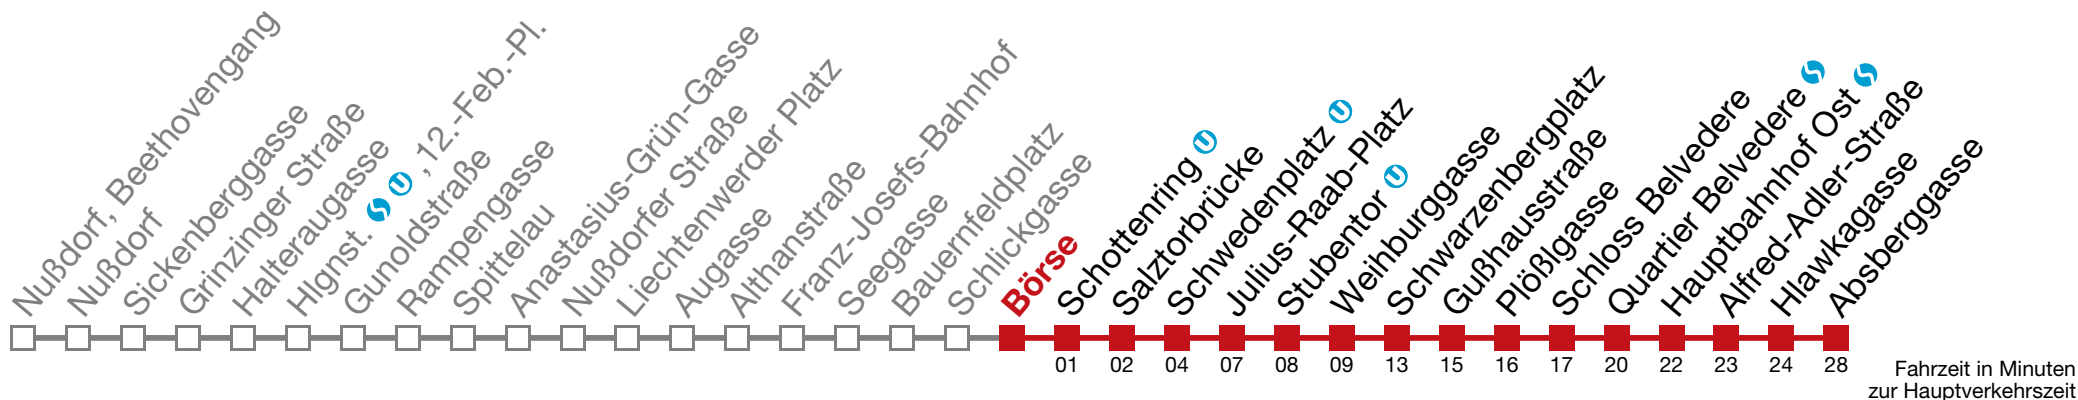 Nußdorf, Beethovengang
Nußdorf
Sickenberggasse
Grinzinger Straße
Halteraugasse
Hlgnst. S U , 12.-Feb.-Pl.
Gunoldstraße
Rampengasse
Spittelau
Anastasius-Grün-Gasse
Nußdorfer Straße
Liechtenwerder Platz
Augasse
Althanstraße
Franz-Josefs-Bahnhof
Seegasse
Bauernfeldplatz
Schlickgasse
Börse
Schottenring U
Salztorbrücke
Schwedenplatz U
Julius-Raab-Platz
Stubentor U
Weihburggasse
Schwarzenbergplatz
Gußhausstraße
Plößlgasse
Schloss Belvedere
Quartier Belvedere S
Hauptbahnhof Ost S
Alfred-Adler-Straße
Hlawkagasse
Absberggasse
01 02 04 07 08 09 13 15 16 17 20 22 23 24 28
Fahrzeit in Minuten
zur Hauptverkehrszeit